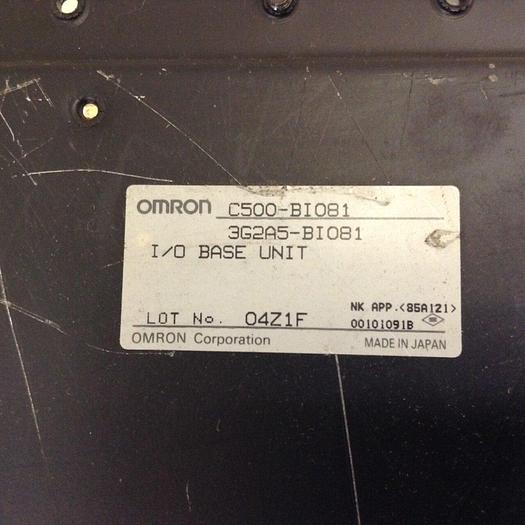 OMRON C500-BI081
3G2A5-BI081
I/O BASE UNIT
NK APP.<85A121>
LOT No. 04Z1F 00101091B
OMRON Corporation MADE IN JAPAN